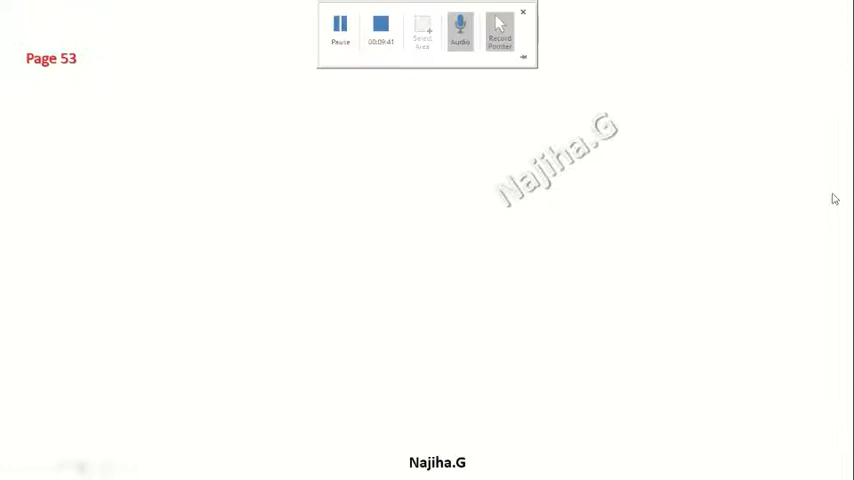 Pause
00:09:41
Select
Area
Audio
Record
Pointer
Page 53
Najiha.G
Najiha.G